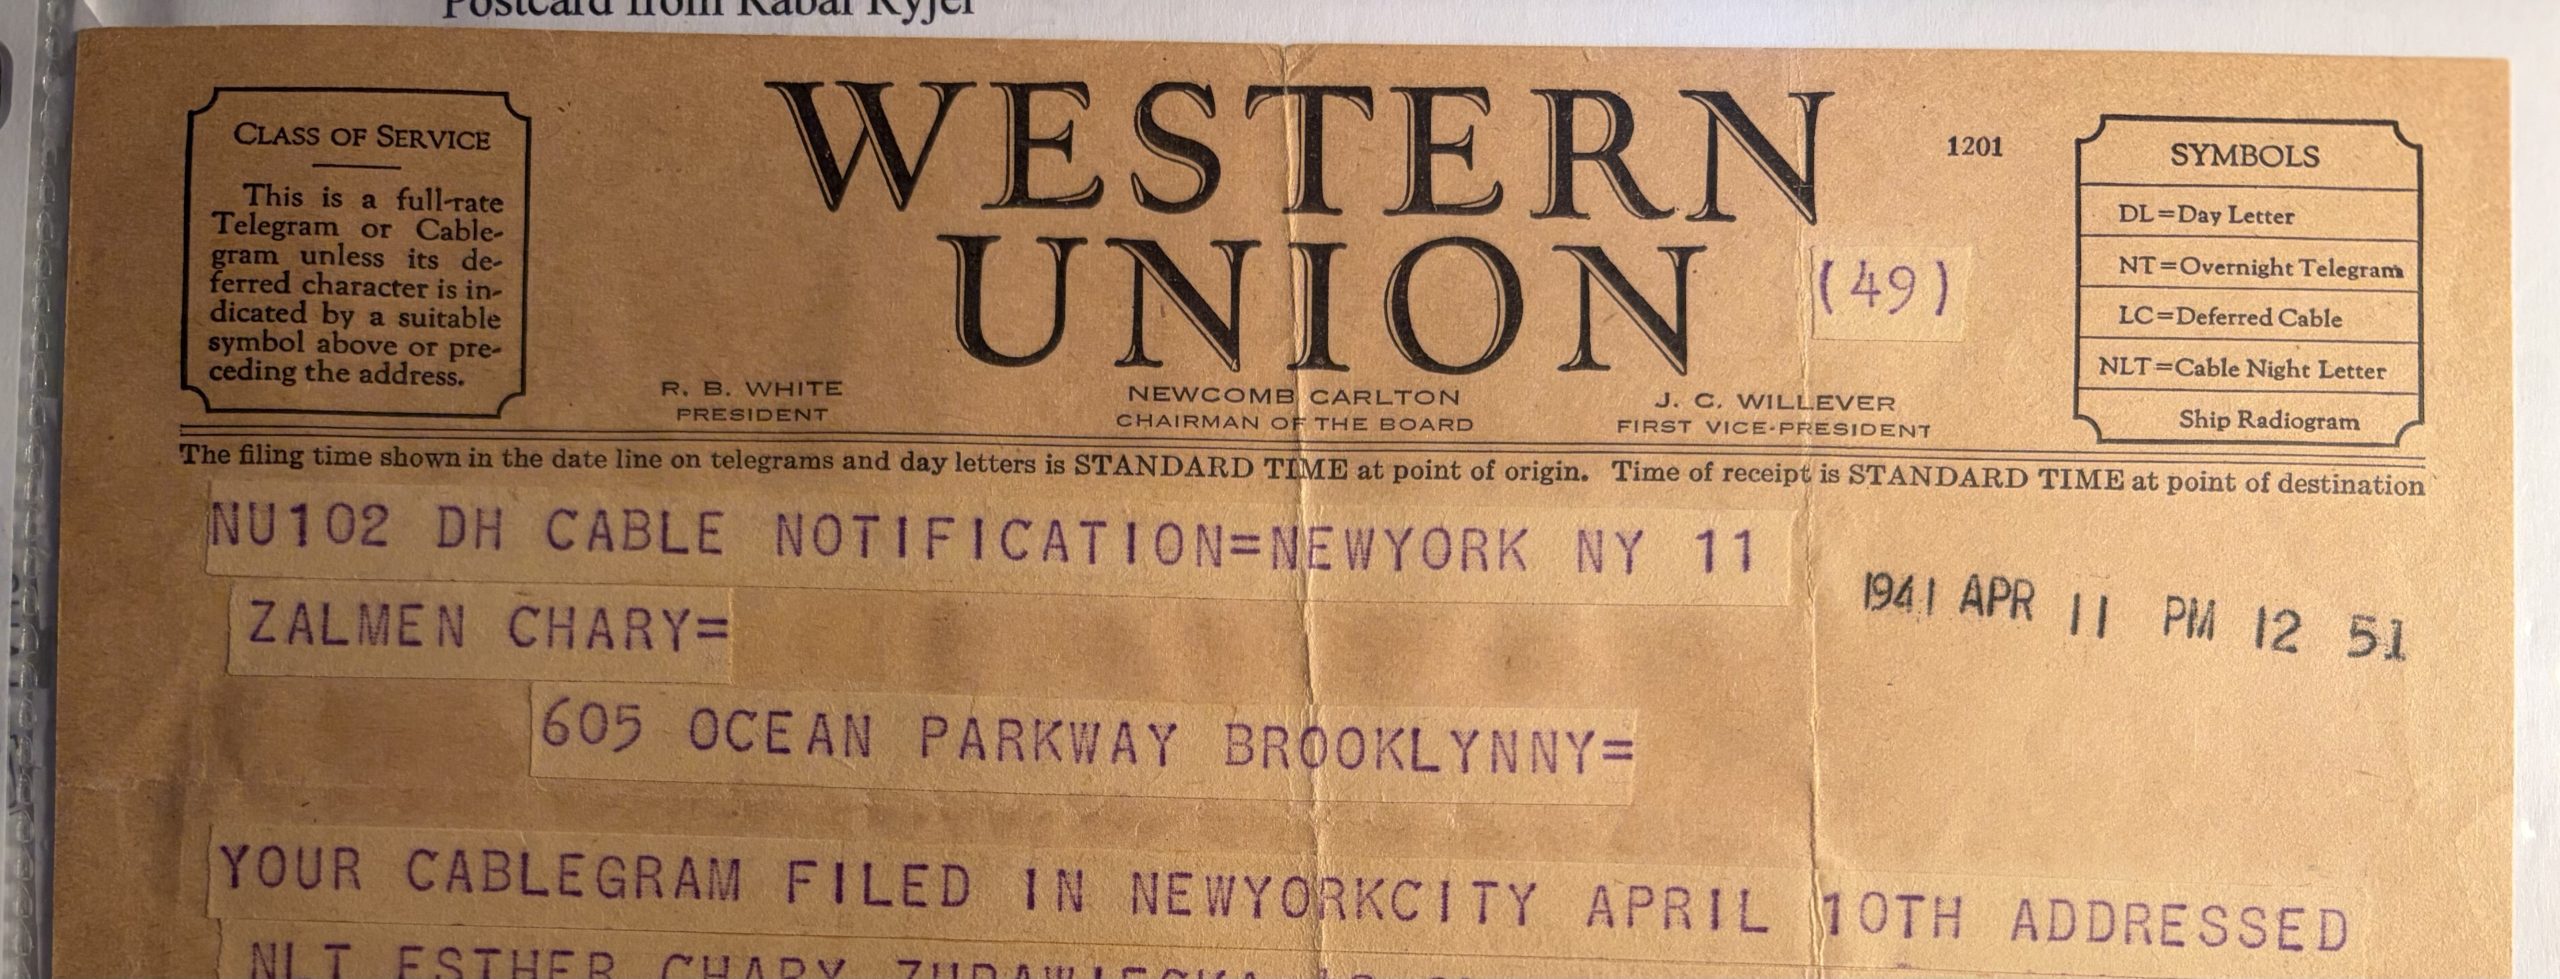 Postcard from Rabai Kyjer
CLASS OF SERVICE
This is a full-rate
Telegram or Cable-
gram unless its de-
ferred character is in-
dicated by a suitable
symbol above or pre-
ceding the address.
WESTERN
UNION
1201
(49)
R. B. WHITE
PRESIDENT
NEWCOMB CARLTON
CHAIRMAN OF THE BOARD
J. C. WILLEVER
FIRST VICE-PRESIDENT
SYMBOLS
DL=Day Letter
NT=Overnight Telegram
LC=Deferred Cable
NLT=Cable Night Letter
Ship Radiogram
The filing time shown in the date line on telegrams and day letters is STANDARD TIME at point of origin. Time of receipt is STANDARD TIME at point of destination
NU102 DH CABLE NOTIFICATION=NEWYORK NY 11
1941 APR 11 PM 12 51
ZALMEN CHARY=
605 OCEAN PARKWAY BROOKLYNNY=
YOUR CABLEGRAM FILED IN NEWYORKCITY APRIL 10TH ADDRESSED
NLT ESTHER CHARY ZURAWIECKA